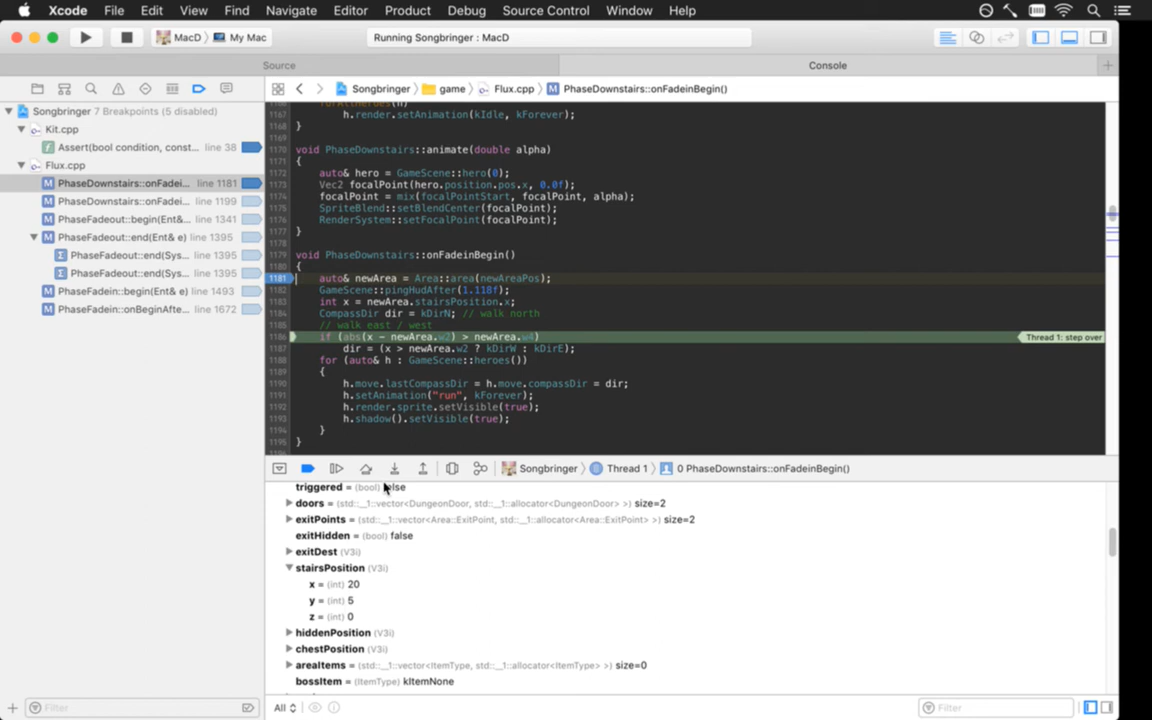 Xcode File Edit View Find Navigate Editor Product Debug Source Control Window Help
MacD 〉 My Mac
Running Songbringer : MacD
Source
Console
Songbringer 〉 game 〉 Flux.cpp 〉 M PhaseDownstairs::onFadeinBegin()
Songbringer 7 Breakpoints (5 disabled)
Kit.cpp
f Assert(bool condition, const... line 38
Flux.cpp
M PhaseDownstairs::onFadei... line 1181
M PhaseDownstairs::onFadei... line 1199
M PhaseFadeout::begin(Ent&... line 1341
M PhaseFadeout::end(Ent& e) line 1395
Σ PhaseFadeout::end(Sys... line 1395
Σ PhaseFadeout::end(Sys... line 1395
M PhaseFadein::begin(Ent& e) line 1493
M PhaseFadein::onBeginAfte... line 1672
1167 h.render.setAnimation(kIdle, kForever);
1168 }
1169
1170 void PhaseDownstairs::animate(double alpha)
1171 {
1172 auto& hero = GameScene::hero(0);
1173 Vec2 focalPoint(hero.position.pos.x, 0.0f);
1174 focalPoint = mix(focalPointStart, focalPoint, alpha);
1175 SpriteBlend::setBlendCenter(focalPoint);
1176 RenderSystem::setFocalPoint(focalPoint);
1177 }
1178
1179 void PhaseDownstairs::onFadeinBegin()
1180 {
1181 auto& newArea = Area::area(newAreaPos);
1182 GameScene::pingHudAfter(1.118f);
1183 int x = newArea.stairsPosition.x;
1184 CompassDir dir = kDirN; // walk north
1185 // walk east / west
1186 if (abs(x - newArea.w2) > newArea.w4)
Thread 1: step over
1187 dir = (x > newArea.w2 ? kDirW : kDirE);
1188 for (auto& h : GameScene::heroes())
1189 {
1190 h.move.lastCompassDir = h.move.compassDir = dir;
1191 h.setAnimation("run", kForever);
1192 h.render.sprite.setVisible(true);
1193 h.shadow().setVisible(true);
1194 }
1195 }
Songbringer 〉 Thread 1 〉 0 PhaseDownstairs::onFadeinBegin()
triggered = (bool) false
doors = (std::__1::vector<DungeonDoor, std::__1::allocator<DungeonDoor> >) size=2
exitPoints = (std::__1::vector<Area::ExitPoint, std::__1::allocator<Area::ExitPoint> >) size=2
exitHidden = (bool) false
exitDest (V3i)
stairsPosition (V3i)
x = (int) 20
y = (int) 5
z = (int) 0
hiddenPosition (V3i)
chestPosition (V3i)
areaItems = (std::__1::vector<ItemType, std::__1::allocator<ItemType> >) size=0
bossItem = (ItemType) kItemNone
Filter
All
Filter